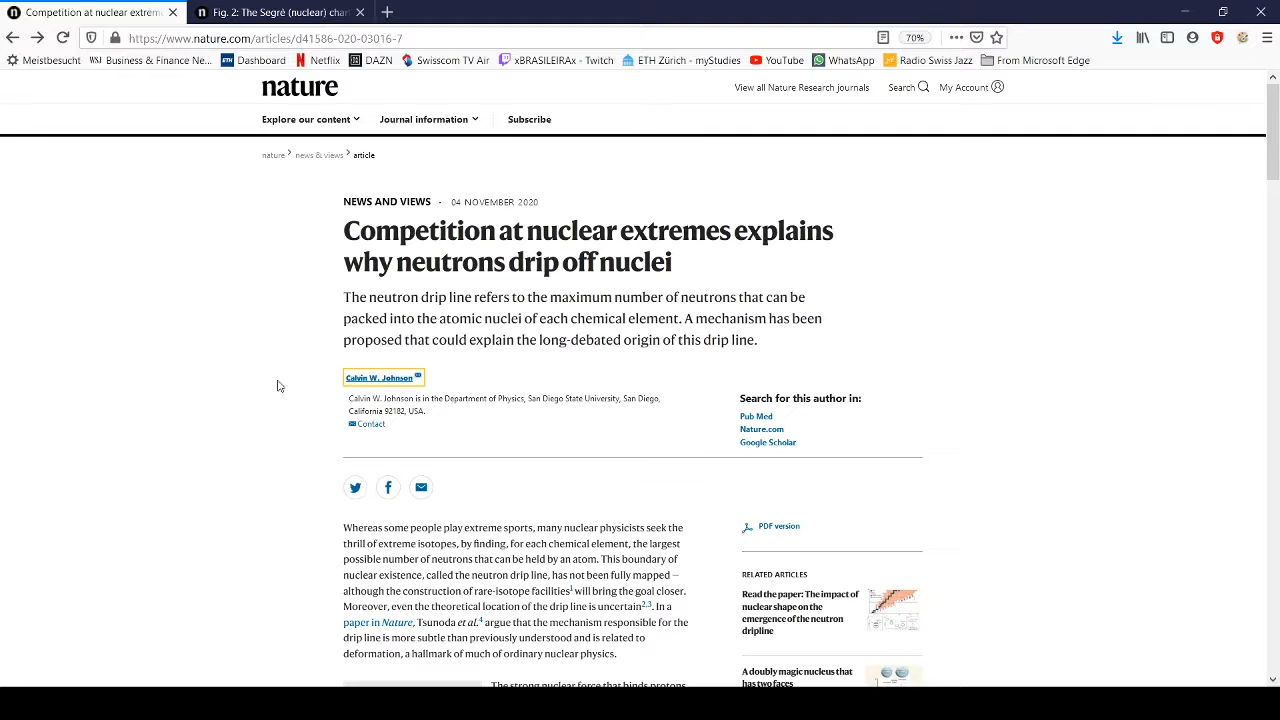 Competition at nuclear extrem
Fig. 2: The Segré (nuclear) char
https://www.nature.com/articles/d41586-020-03016-7
70%
Meistbesucht
WSJ Business & Finance Ne...
ETH Dashboard
Netflix
DAZN
Swisscom TV Air
xBRASILEIRAx - Twitch
ETH Zürich - myStudies
YouTube
WhatsApp
Radio Swiss Jazz
From Microsoft Edge
nature
View all Nature Research journals
Search
My Account
Explore our content
Journal information
Subscribe
nature > news & views > article
NEWS AND VIEWS - 04 NOVEMBER 2020
Competition at nuclear extremes explains
why neutrons drip off nuclei
The neutron drip line refers to the maximum number of neutrons that can be
packed into the atomic nuclei of each chemical element. A mechanism has been
proposed that could explain the long-debated origin of this drip line.
Calvin W. Johnson
Calvin W. Johnson is in the Department of Physics, San Diego State University, San Diego,
California 92182, USA.
Contact
Search for this author in:
Pub Med
Nature.com
Google Scholar
Whereas some people play extreme sports, many nuclear physicists seek the
thrill of extreme isotopes, by finding, for each chemical element, the largest
possible number of neutrons that can be held by an atom. This boundary of
nuclear existence, called the neutron drip line, has not been fully mapped —
although the construction of rare-isotope facilities1 will bring the goal closer.
Moreover, even the theoretical location of the drip line is uncertain2,3. In a
paper in Nature, Tsunoda et al.4 argue that the mechanism responsible for the
drip line is more subtle than previously understood and is related to
deformation, a hallmark of much of ordinary nuclear physics.
The strong nuclear force that binds protons
PDF version
RELATED ARTICLES
Read the paper: The impact of
nuclear shape on the
emergence of the neutron
dripline
A doubly magic nucleus that
has two faces